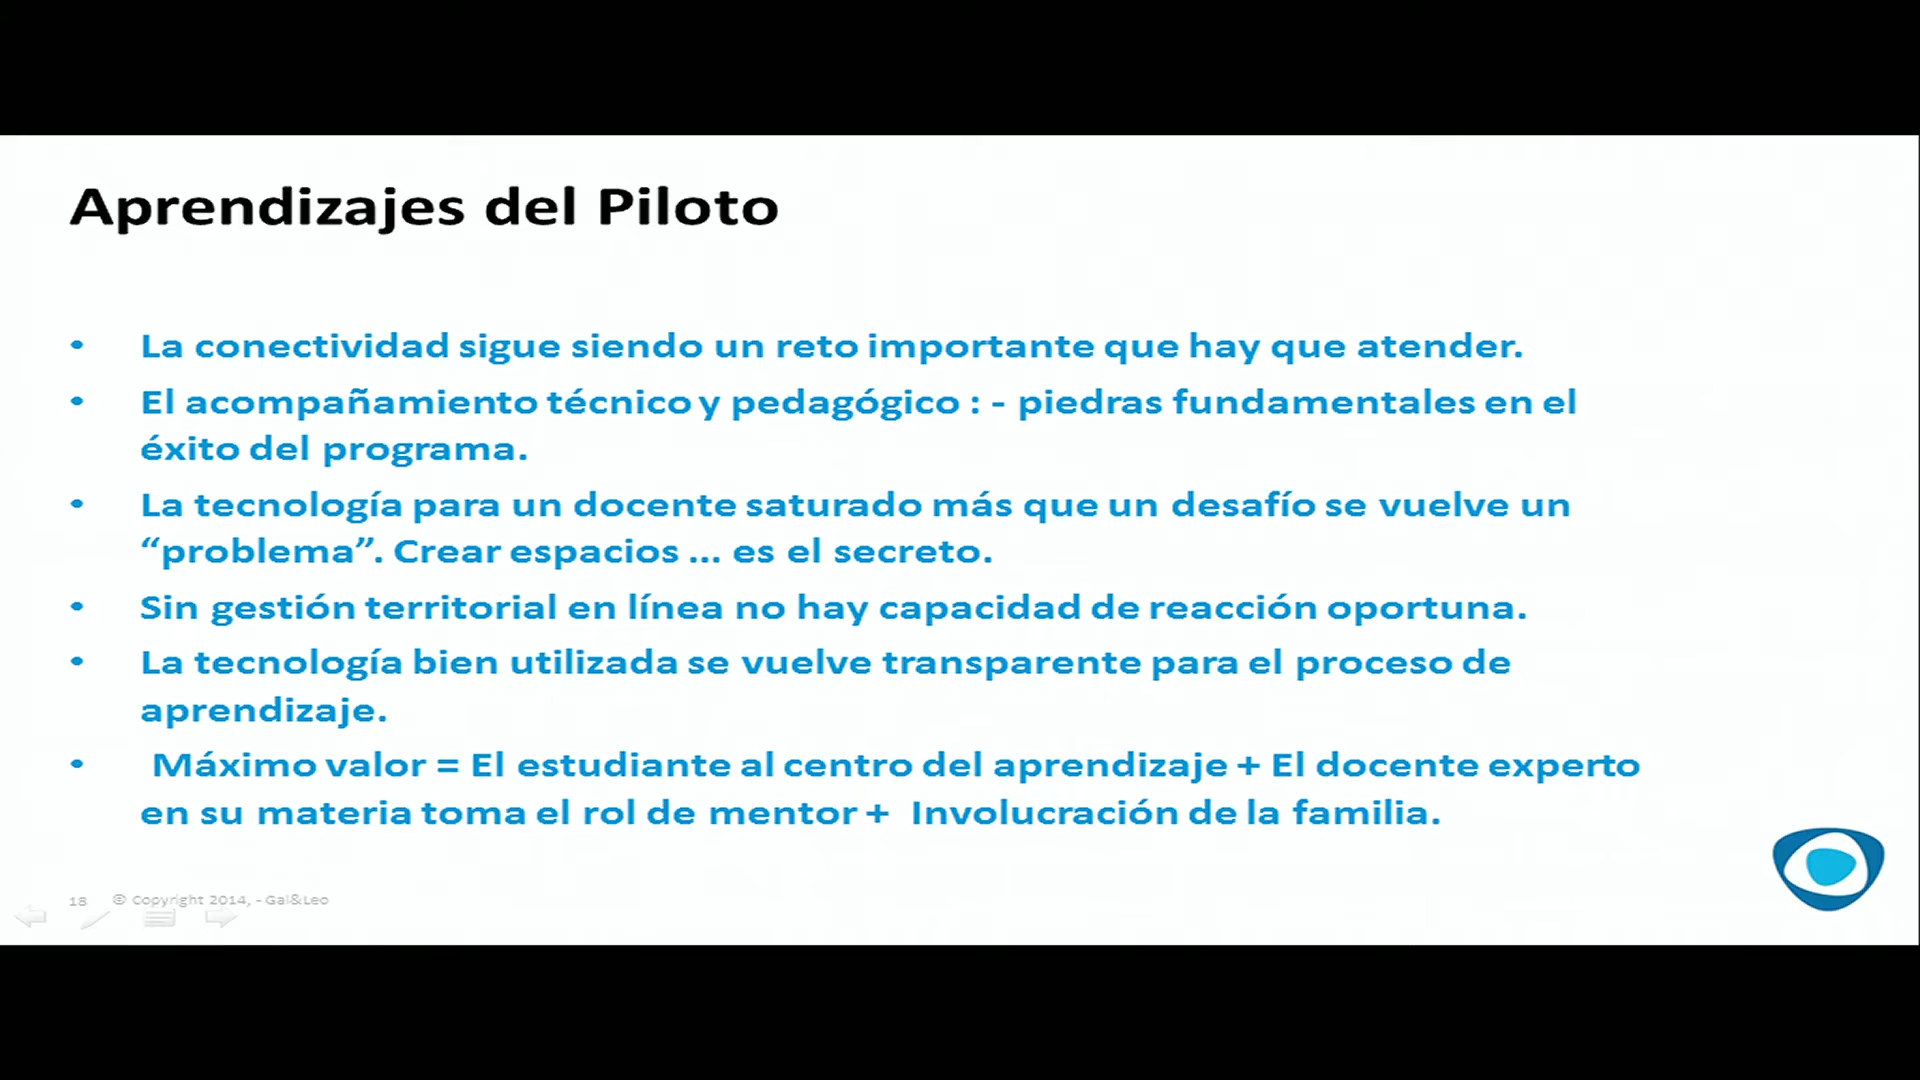 Aprendizajes del Piloto
• La conectividad sigue siendo un reto importante que hay que atender.
• El acompañamiento técnico y pedagógico : - piedras fundamentales en el
éxito del programa.
• La tecnología para un docente saturado más que un desafío se vuelve un
“problema”. Crear espacios ... es el secreto.
• Sin gestión territorial en línea no hay capacidad de reacción oportuna.
• La tecnología bien utilizada se vuelve transparente para el proceso de
aprendizaje.
• Máximo valor = El estudiante al centro del aprendizaje + El docente experto
en su materia toma el rol de mentor + Involucración de la familia.
18 © Copyright 2014, - Gal&Leo